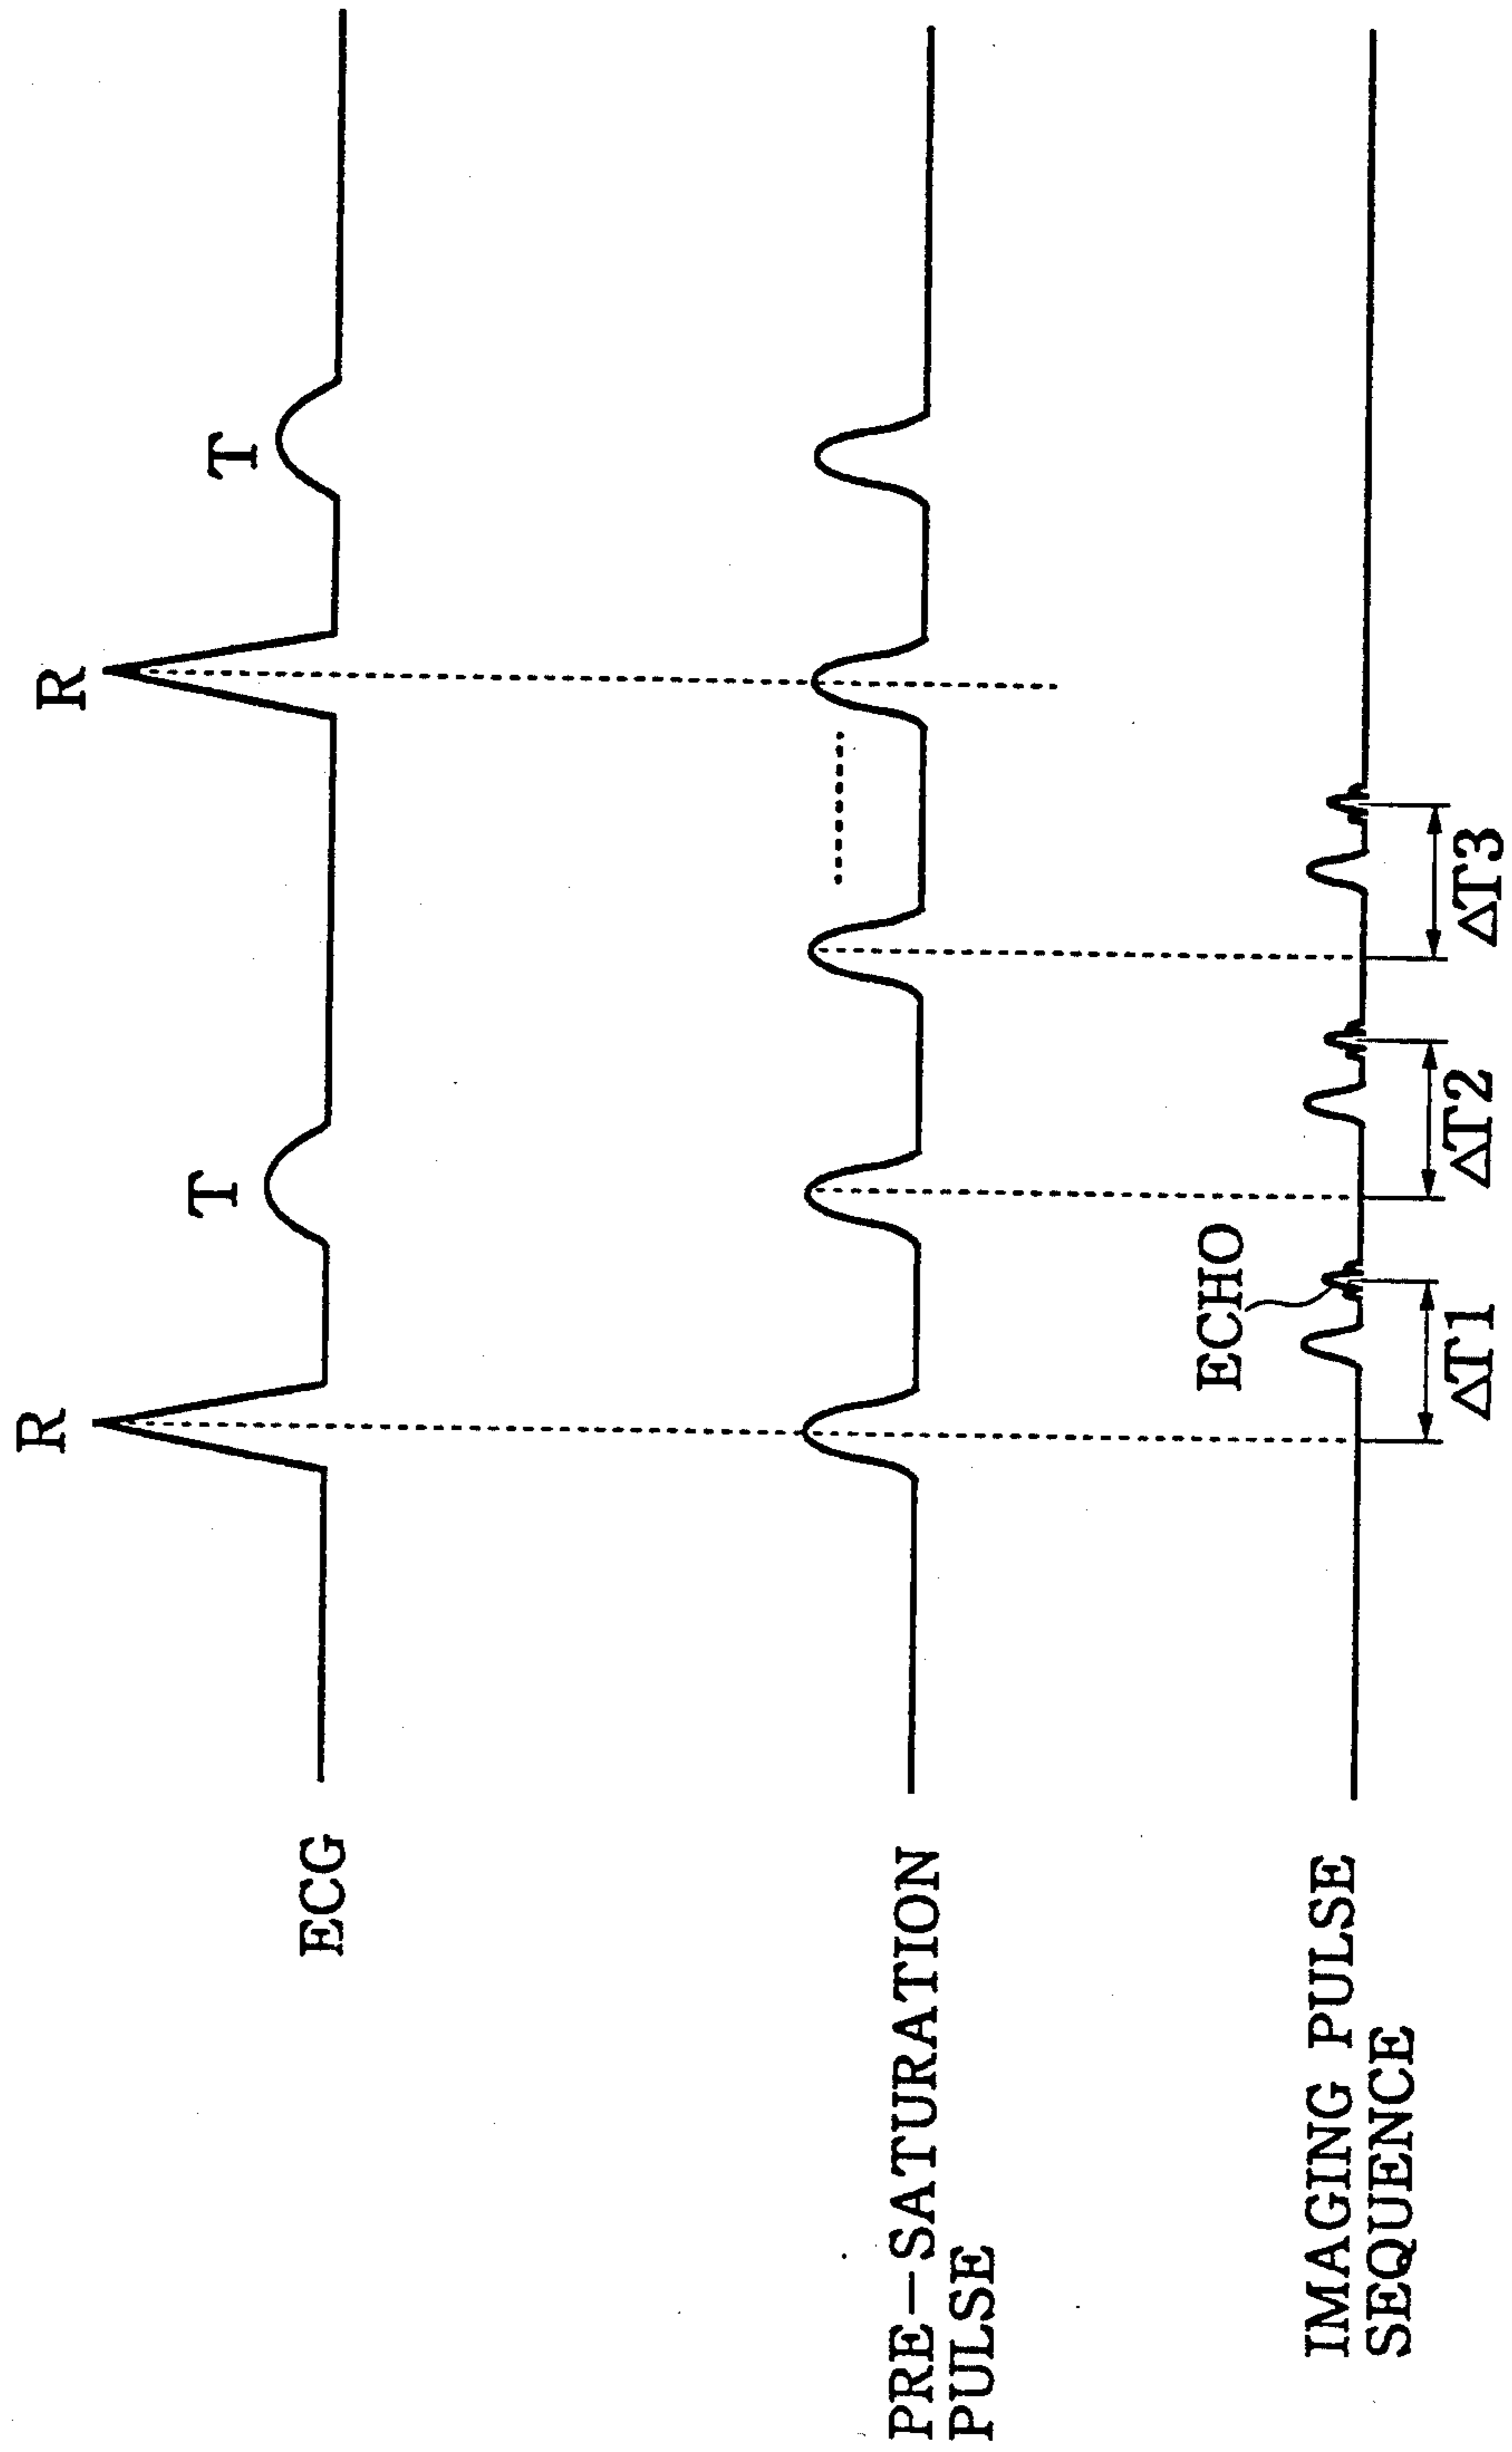 R
R
T
T
ECG
PRE-SATURATION
PULSE
ECHO
IMAGING PULSE
SEQUENCE
ΔT1
ΔT2
ΔT3